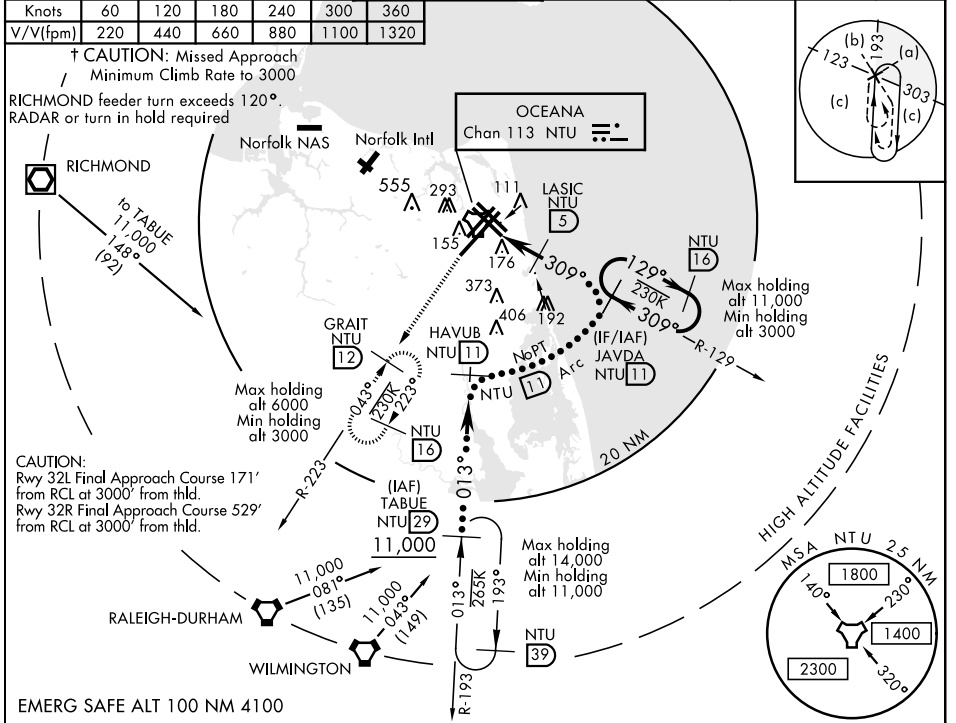 Knots 60 120 180 240 300 360
V/V(fpm) 220 440 660 880 1100 1320
† CAUTION: Missed Approach
Minimum Climb Rate to 3000
RICHMOND feeder turn exceeds 120°.
RADAR or turn in hold required
(b)
193
(a)
123
303
(c)
(c)
OCEANA
Chan 113 NTU
Norfolk NAS
Norfolk Intl
RICHMOND
to TABUE
11,000
148°
(92)
555
293
111
155
176
373
406
192
LASIC
NTU
5
309°
129°
230K
309°
NTU
16
Max holding
alt 11,000
Min holding
alt 3000
R-129
(IF/IAF)
JAVDA
NTU 11
HAVUB
NTU 11
NoPT
NTU 11 Arc
GRAIT
NTU
12
043°
230K
223°
Max holding
alt 6000
Min holding
alt 3000
NTU
16
R-223
20 NM
HIGH ALTITUDE FACILITIES
CAUTION:
Rwy 32L Final Approach Course 171'
from RCL at 3000' from thld.
Rwy 32R Final Approach Course 529'
from RCL at 3000' from thld.
013°
(IAF)
TABUE
NTU 29
11,000
Max holding
alt 14,000
Min holding
alt 11,000
013°
265K
193°
NTU
39
R-193
11,000
081°
(135)
RALEIGH-DURHAM
11,000
043°
(149)
WILMINGTON
MSA NTU 25 NM
1800
140°
230°
1400
2300
320°
EMERG SAFE ALT 100 NM 4100